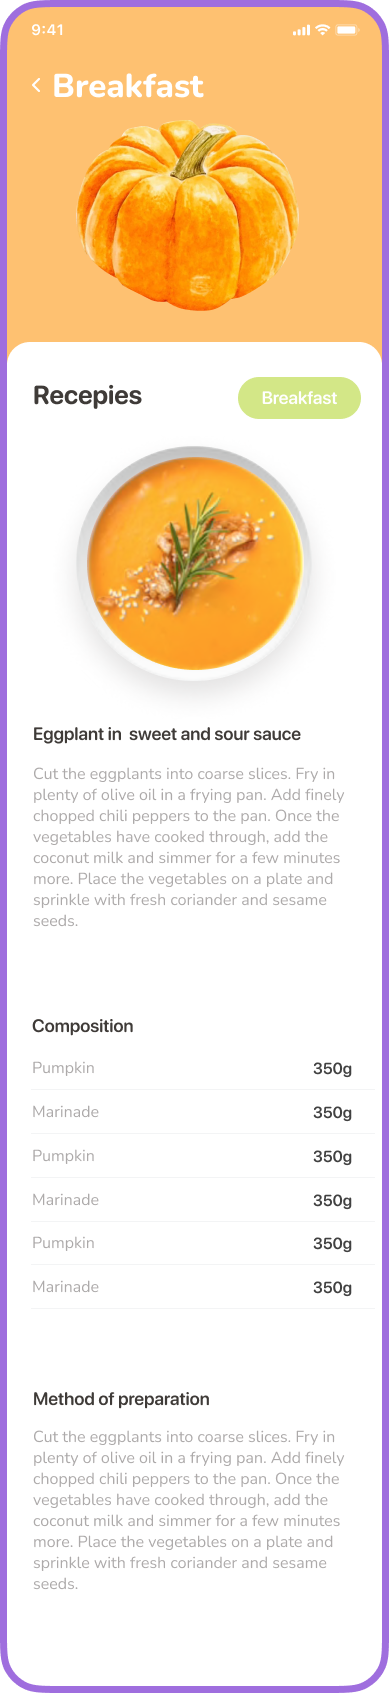 9:41
Breakfast
Recepies
Breakfast
Eggplant in  sweet and sour sauce
Cut the eggplants into coarse slices. Fry in
plenty of olive oil in a frying pan. Add finely
chopped chili peppers to the pan. Once the
vegetables have cooked through, add the
coconut milk and simmer for a few minutes
more. Place the vegetables on a plate and
sprinkle with fresh coriander and sesame
seeds.
Composition
Pumpkin 350g
Marinade 350g
Pumpkin 350g
Marinade 350g
Pumpkin 350g
Marinade 350g
Method of preparation
Cut the eggplants into coarse slices. Fry in
plenty of olive oil in a frying pan. Add finely
chopped chili peppers to the pan. Once the
vegetables have cooked through, add the
coconut milk and simmer for a few minutes
more. Place the vegetables on a plate and
sprinkle with fresh coriander and sesame
seeds.